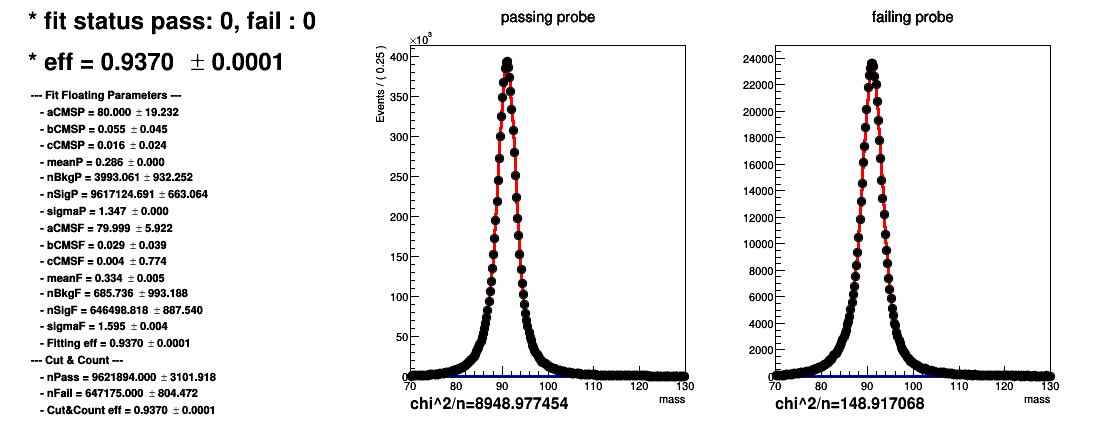 * fit status pass: 0, fail : 0
* eff = 0.9370 ± 0.0001
--- Fit Floating Parameters ---
- aCMSP = 80.000 ± 19.232
- bCMSP = 0.055 ± 0.045
- cCMSP = 0.016 ± 0.024
- meanP = 0.286 ± 0.000
- nBkgP = 3993.061 ± 932.252
- nSigP = 9617124.691 ± 663.064
- sigmaP = 1.347 ± 0.000
- aCMSF = 79.999 ± 5.922
- bCMSF = 0.029 ± 0.039
- cCMSF = 0.004 ± 0.774
- meanF = 0.334 ± 0.005
- nBkgF = 685.736 ± 993.188
- nSigF = 646498.818 ± 887.540
- sigmaF = 1.595 ± 0.004
- Fitting eff = 0.9370 ± 0.0001
--- Cut & Count ---
- nPass = 9621894.000 ± 3101.918
- nFail = 647175.000 ± 804.472
- Cut&Count eff = 0.9370 ± 0.0001
passing probe
×10³
Events / ( 0.25 )
400
350
300
250
200
150
100
50
0
70 80 90 100 110 120 130
mass
chi^2/n=8948.977454
failing probe
24000
22000
20000
18000
16000
14000
12000
10000
8000
6000
4000
2000
0
70 80 90 100 110 120 130
mass
chi^2/n=148.917068